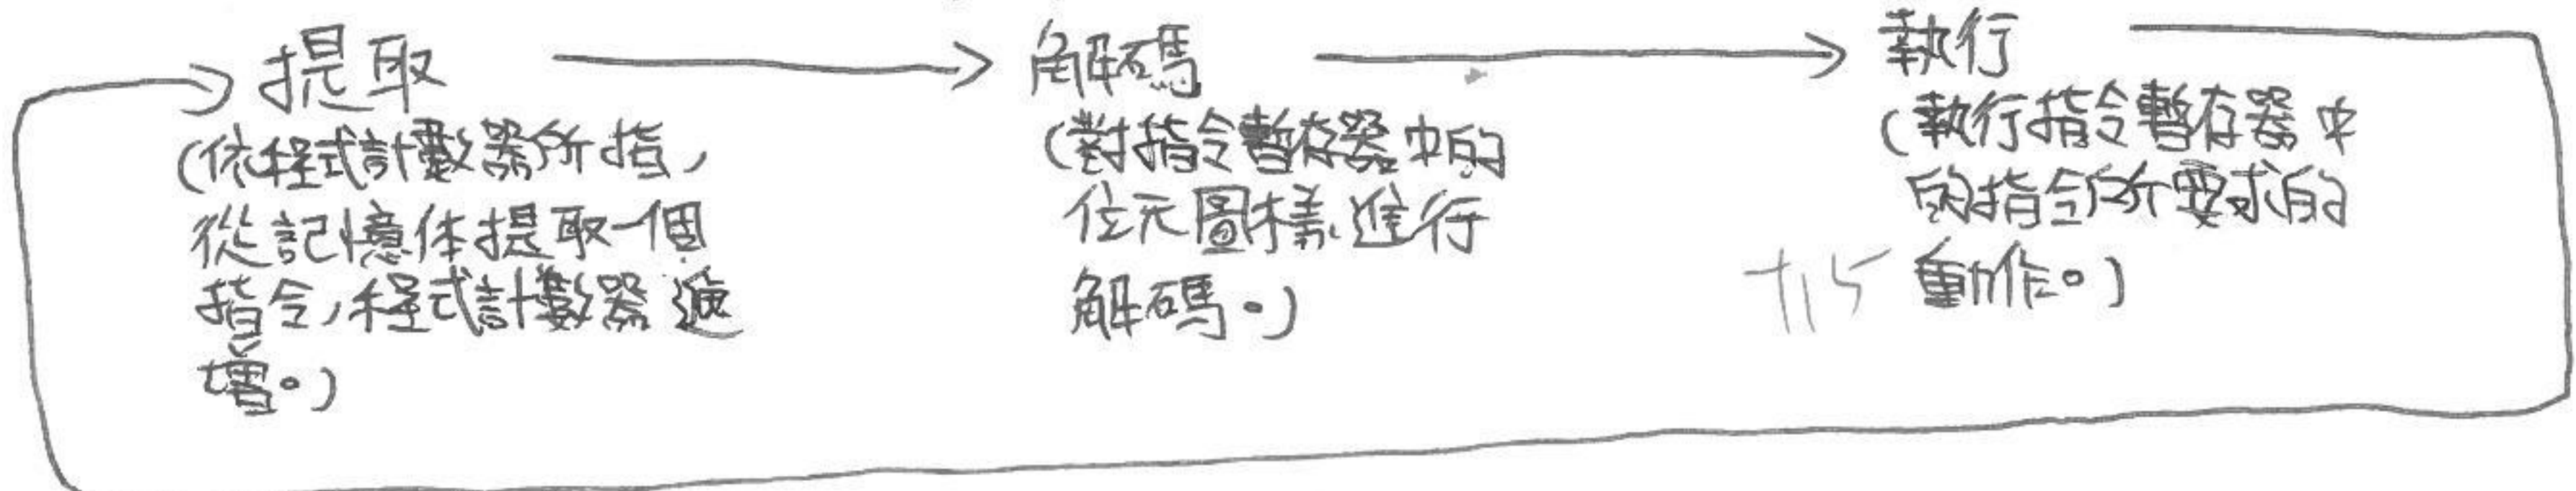 提取
(依程式計數器所指,
從記憶体提取一個
指令,程式計數器遞
增。)
解碼
(對指令暫存器中的
位元圖樣進行
解碼。)
執行
(執行指令暫存器中
的指令所要求的
動作。)
+15